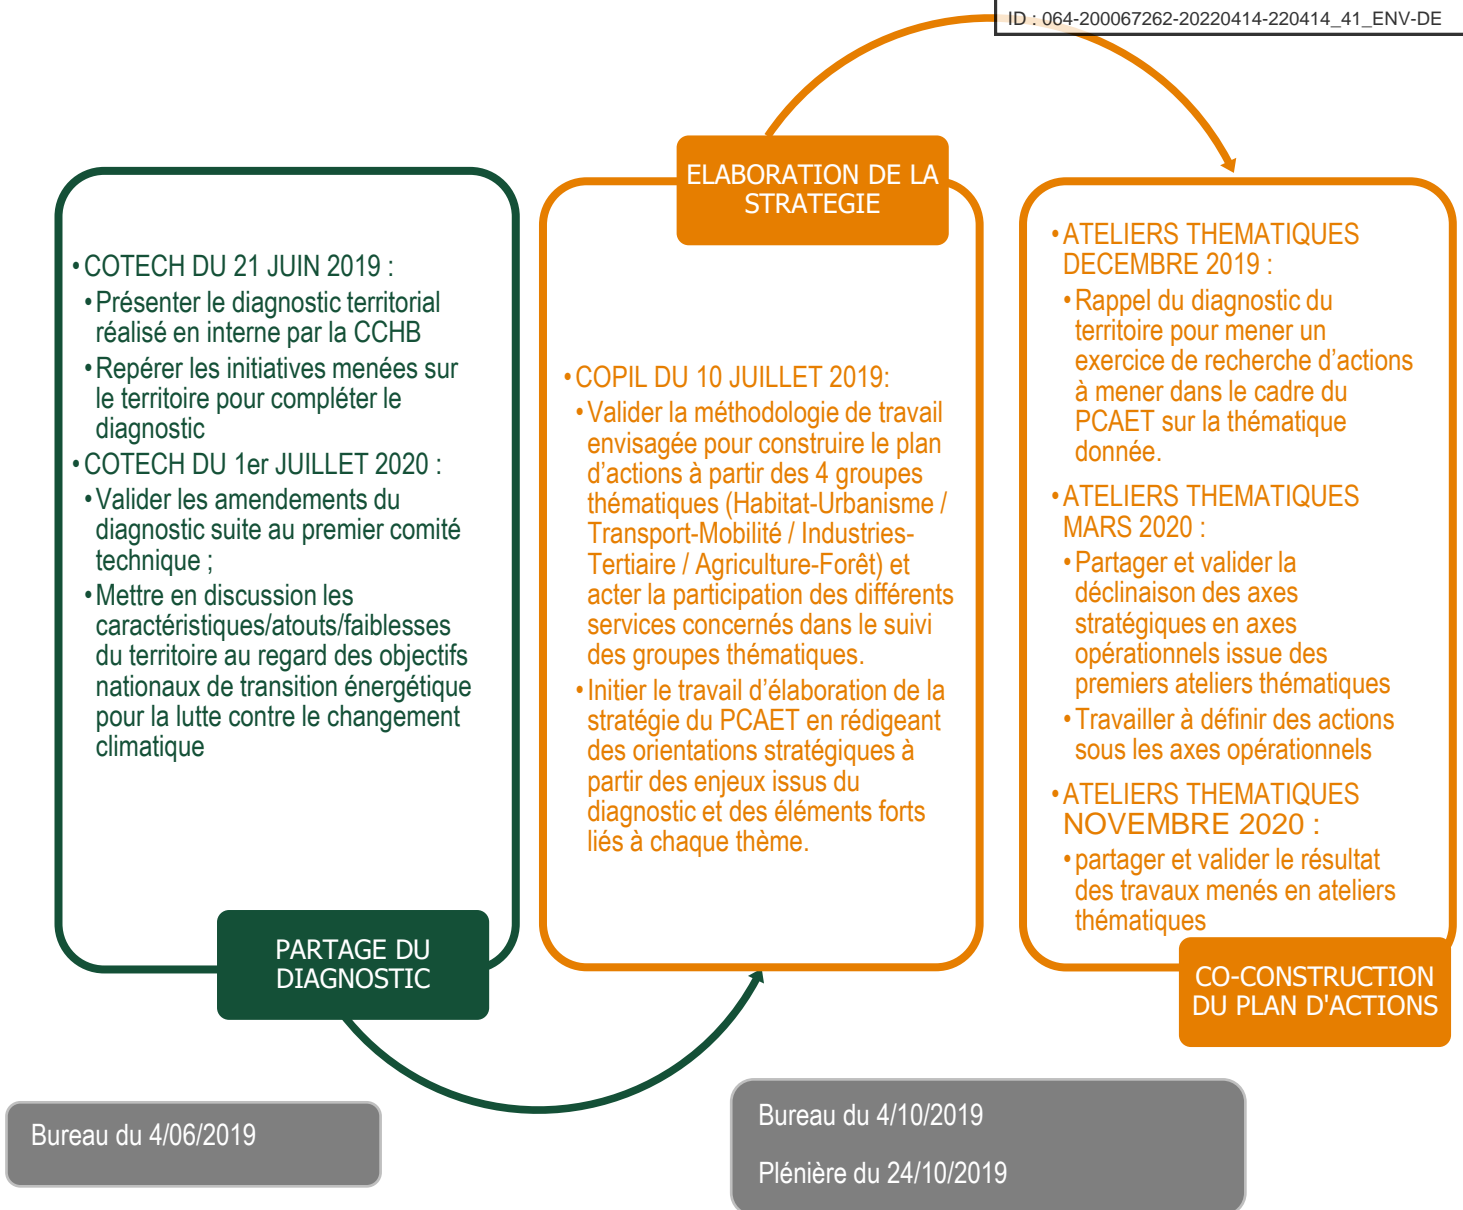 ID : 064-200067262-20220414-220414_41_ENV-DE
• COTECH DU 21 JUIN 2019 :
• Présenter le diagnostic territorial
réalisé en interne par la CCHB
• Repérer les initiatives menées sur
le territoire pour compléter le
diagnostic
• COTECH DU 1er JUILLET 2020 :
• Valider les amendements du
diagnostic suite au premier comité
technique ;
• Mettre en discussion les
caractéristiques/atouts/faiblesses
du territoire au regard des objectifs
nationaux de transition énergétique
pour la lutte contre le changement
climatique
PARTAGE DU
DIAGNOSTIC
ELABORATION DE LA
STRATEGIE
• COPIL DU 10 JUILLET 2019:
• Valider la méthodologie de travail
envisagée pour construire le plan
d’actions à partir des 4 groupes
thématiques (Habitat-Urbanisme /
Transport-Mobilité / Industries-
Tertiaire / Agriculture-Forêt) et
acter la participation des différents
services concernés dans le suivi
des groupes thématiques.
• Initier le travail d’élaboration de la
stratégie du PCAET en rédigeant
des orientations stratégiques à
partir des enjeux issus du
diagnostic et des éléments forts
liés à chaque thème.
• ATELIERS THEMATIQUES
DECEMBRE 2019 :
• Rappel du diagnostic du
territoire pour mener un
exercice de recherche d’actions
à mener dans le cadre du
PCAET sur la thématique
donnée.
• ATELIERS THEMATIQUES
MARS 2020 :
• Partager et valider la
déclinaison des axes
stratégiques en axes
opérationnels issue des
premiers ateliers thématiques
• Travailler à définir des actions
sous les axes opérationnels
• ATELIERS THEMATIQUES
NOVEMBRE 2020 :
• partager et valider le résultat
des travaux menés en ateliers
thématiques
CO-CONSTRUCTION
DU PLAN D'ACTIONS
Bureau du 4/06/2019
Bureau du 4/10/2019
Plénière du 24/10/2019